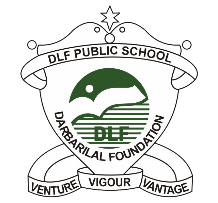 DLF PUBLIC SCHOOL
DLF
DARBARILAL FOUNDATION
VENTURE VIGOUR VANTAGE